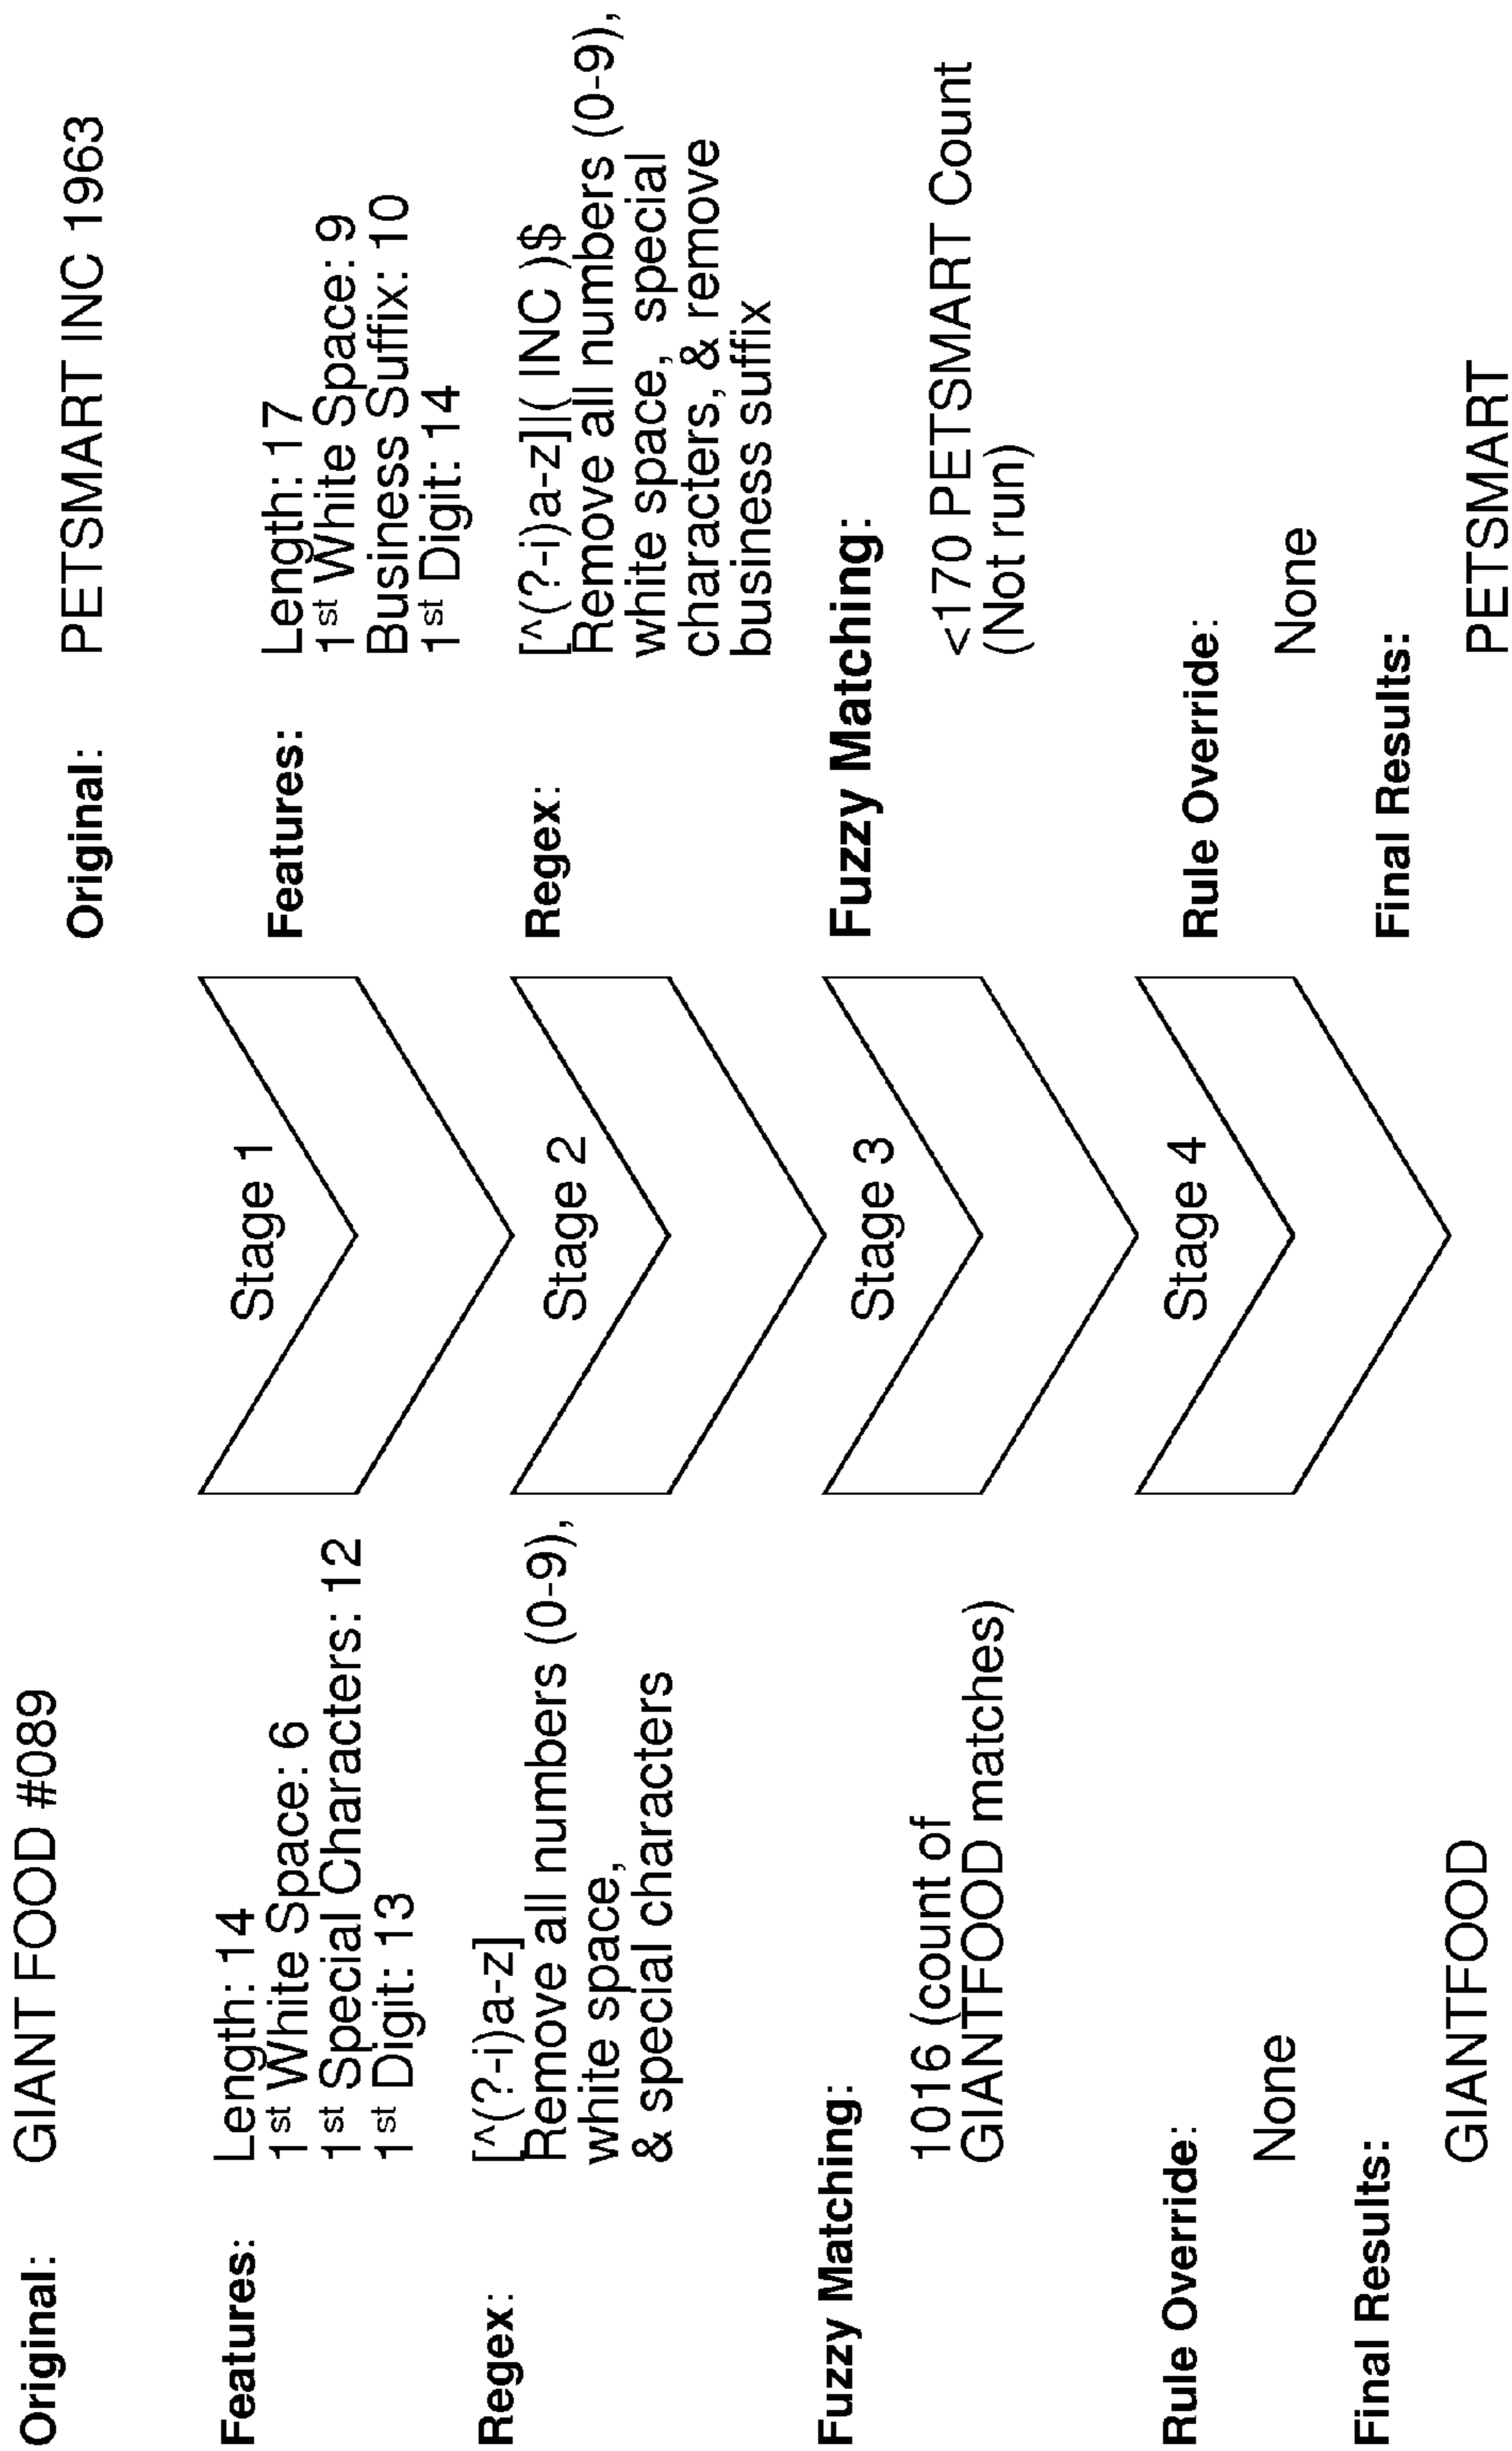 Original: GIANT FOOD #089
Features: Length: 14
1st White Space: 6
1st Special Characters: 12
1st Digit: 13
Regex: [^(?-i)a-z]
Remove all numbers (0-9),
white space,
& special characters
Fuzzy Matching:
1016 (count of
GIANTFOOD matches)
Rule Override:
None
Final Results:
GIANTFOOD
Stage 1
Stage 2
Stage 3
Stage 4
Original: PETSMART INC 1963
Features: Length: 17
1st White Space: 9
Business Suffix: 10
1st Digit: 14
Regex: [^(?-i)a-z]|( INC )$
Remove all numbers (0-9),
white space, special
characters, & remove
business suffix
Fuzzy Matching:
<170 PETSMART Count
(Not run)
Rule Override:
None
Final Results:
PETSMART